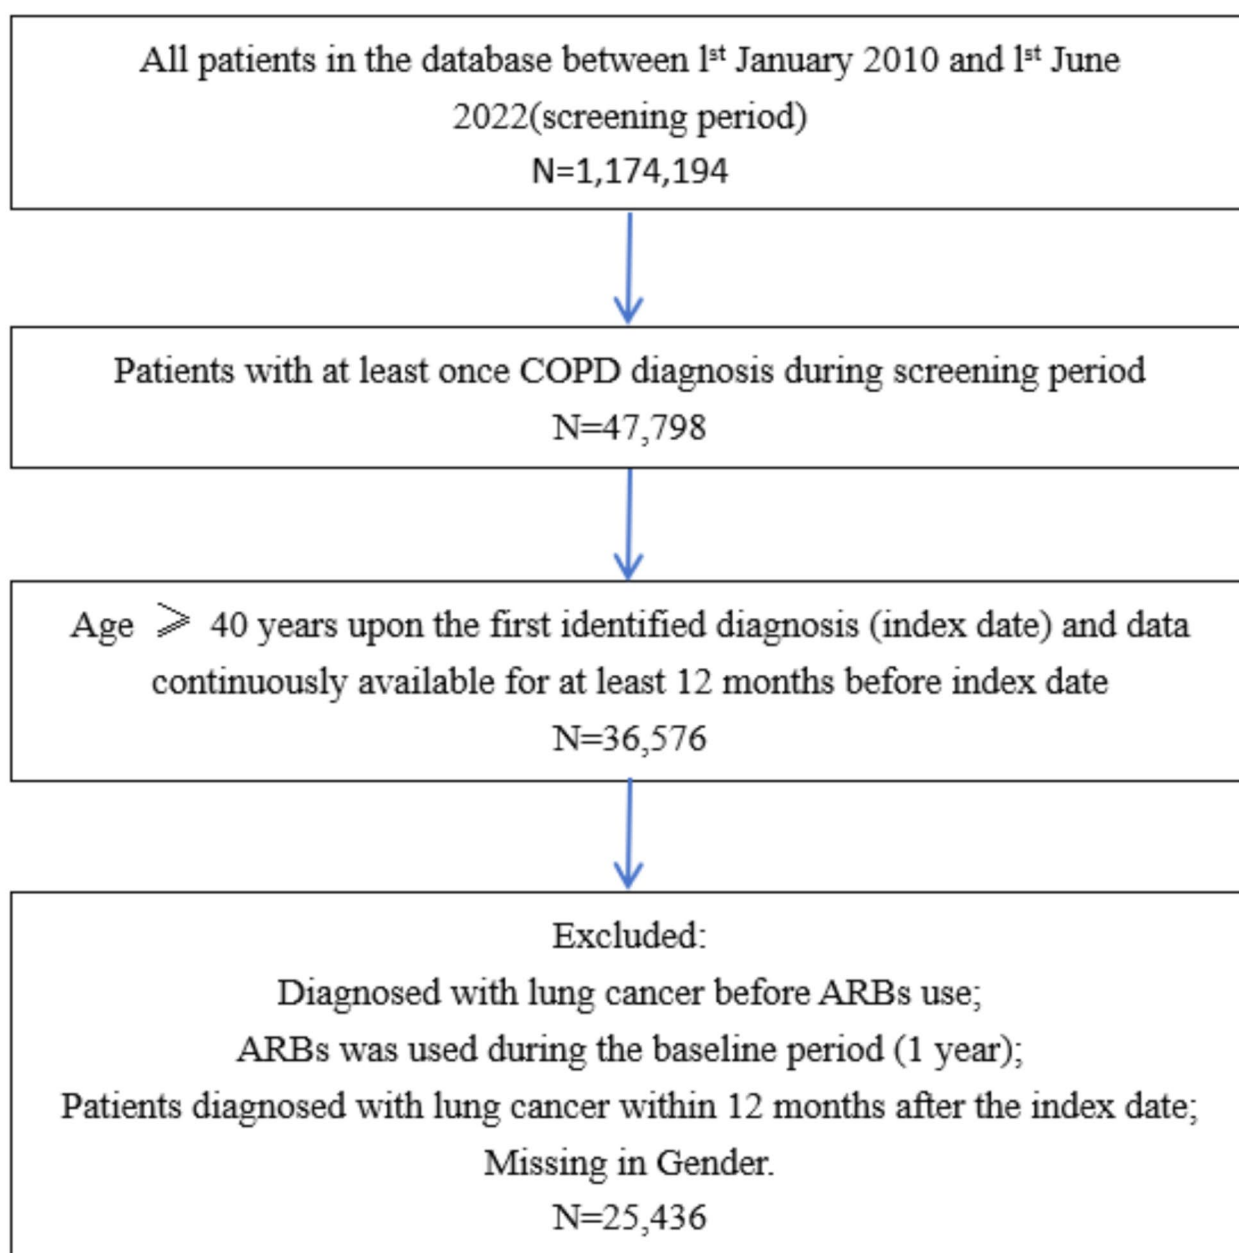 All patients in the database between 1st January 2010 and 1st June
2022(screening period)
N=1,174,194
Patients with at least once COPD diagnosis during screening period
N=47,798
Age ⩾ 40 years upon the first identified diagnosis (index date) and data
continuously available for at least 12 months before index date
N=36,576
Excluded:
Diagnosed with lung cancer before ARBs use;
ARBs was used during the baseline period (1 year);
Patients diagnosed with lung cancer within 12 months after the index date;
Missing in Gender.
N=25,436